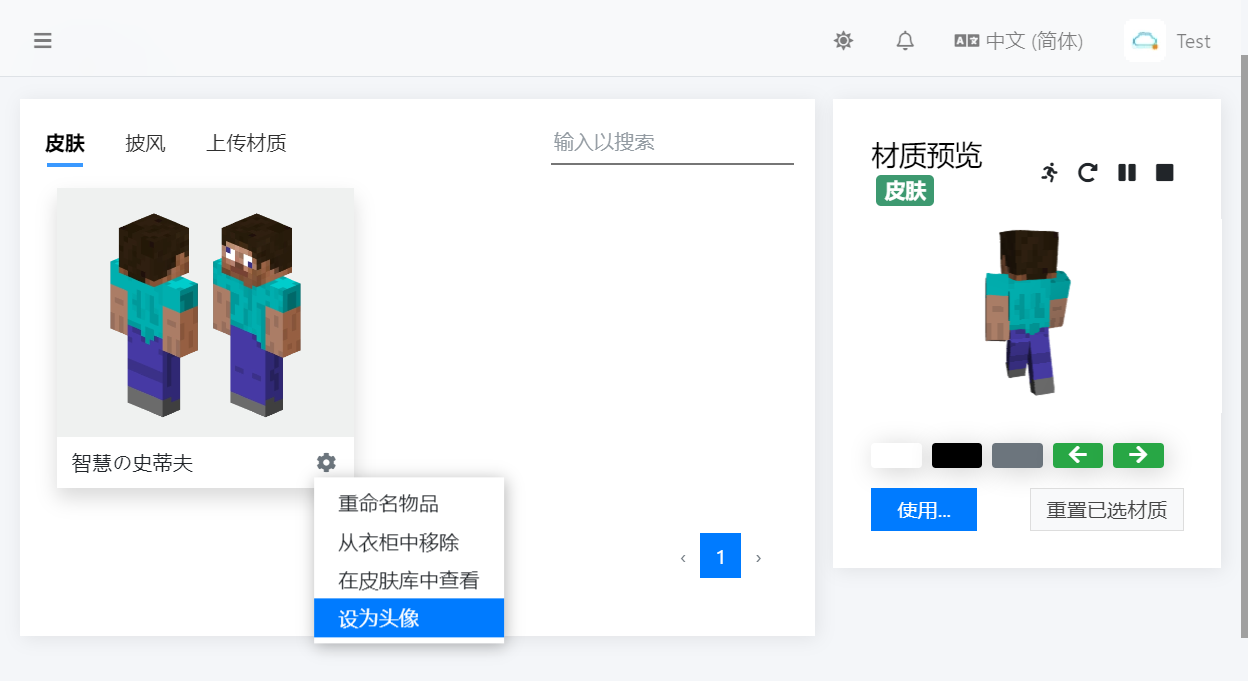 中文 (简体)
Test
皮肤
披风
上传材质
输入以搜索
智慧の史蒂夫
重命名物品
从衣柜中移除
在皮肤库中查看
设为头像
‹ 1 ›
材质预览
皮肤
使用...
重置已选材质